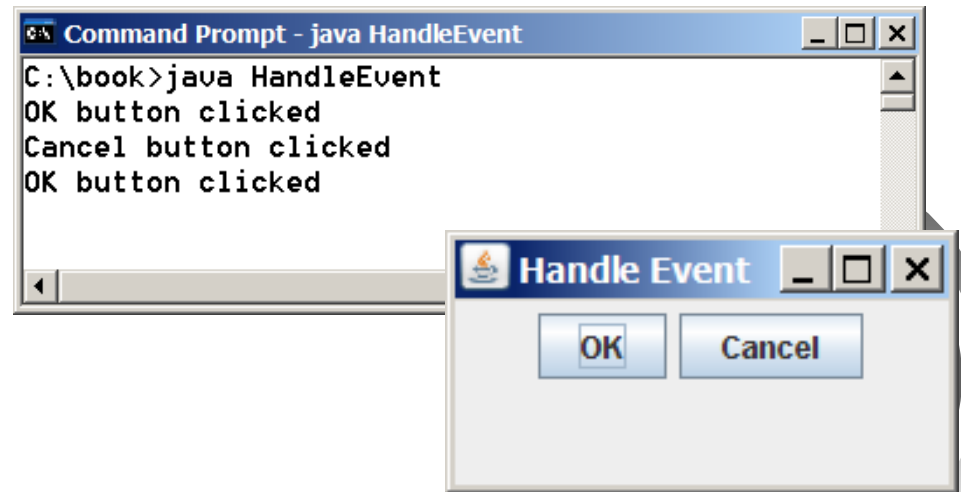 Command Prompt - java HandleEvent
C:\book>java HandleEvent
OK button clicked
Cancel button clicked
OK button clicked
Handle Event
OK Cancel